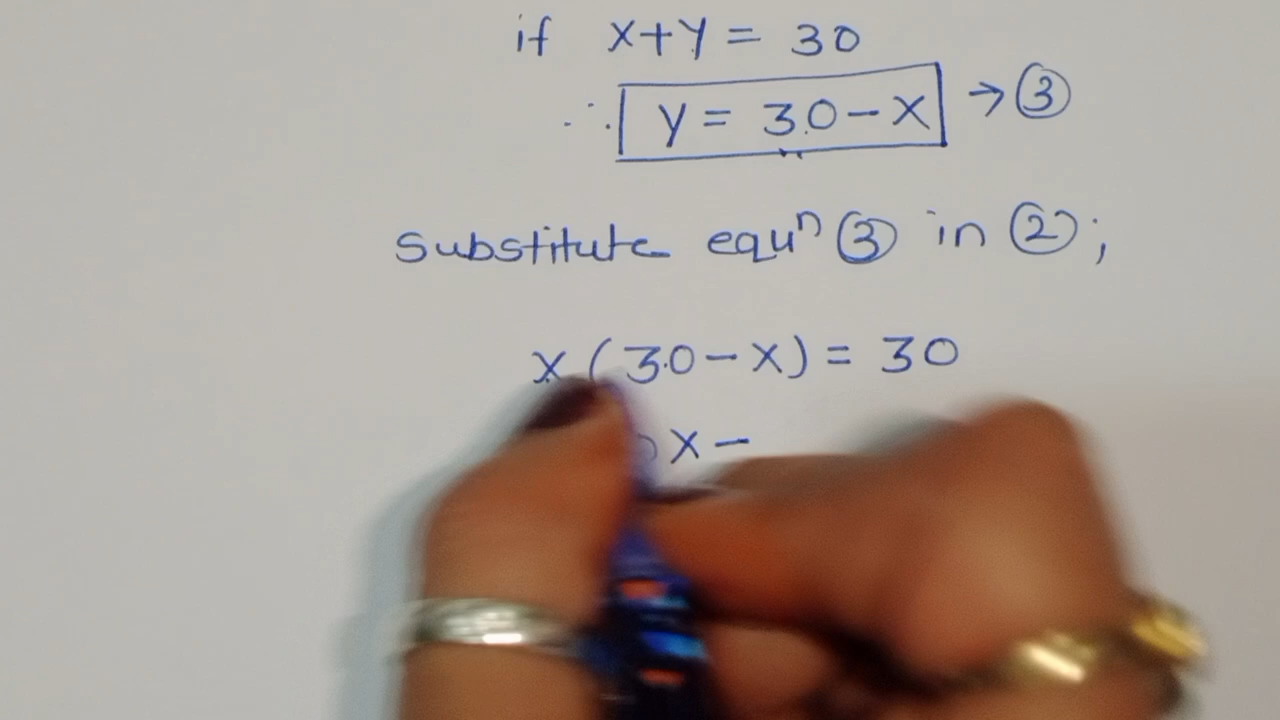 if x+y = 30
∴ y = 30-x → ③
Substitute equⁿ ③ in ②;
x(30-x) = 30
x -